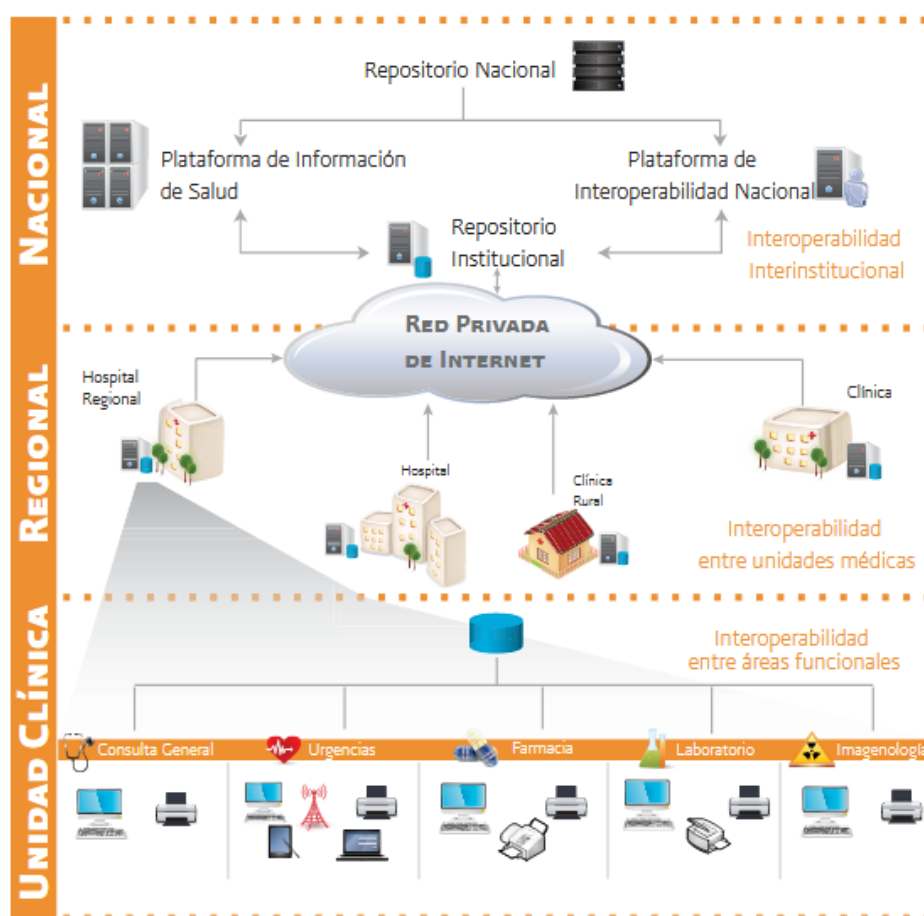 NACIONAL
Repositorio Nacional
Plataforma de Información
de Salud
Plataforma de
Interoperabilidad Nacional
Repositorio
Institucional
Interoperabilidad
Interinstitucional
REGIONAL
RED PRIVADA
DE INTERNET
Hospital
Regional
Clínica
Hospital
Clínica
Rural
Interoperabilidad
entre unidades médicas
UNIDAD CLÍNICA
Interoperabilidad
entre áreas funcionales
Consulta General
Urgencias
Farmacia
Laboratorio
Imagenología